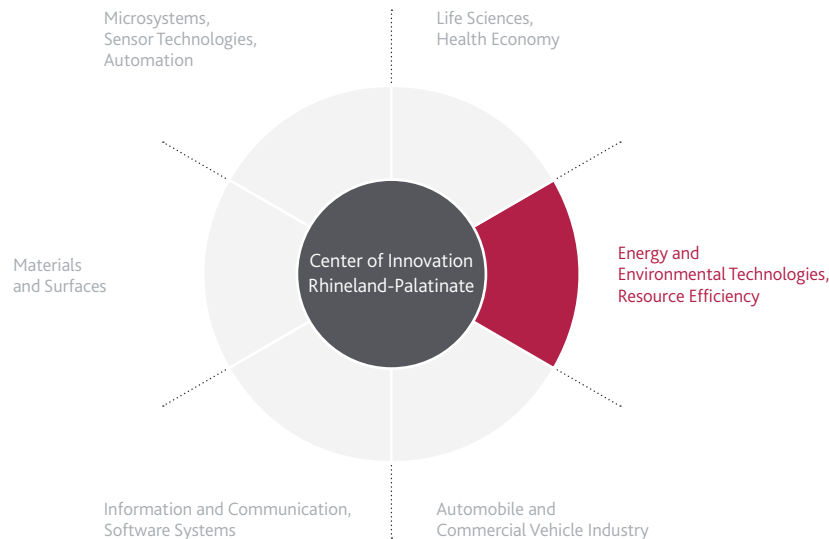 Microsystems,
Sensor Technologies,
Automation
Life Sciences,
Health Economy
Center of Innovation
Rhineland-Palatinate
Energy and
Environmental Technologies,
Resource Efficiency
Materials
and Surfaces
Information and Communication,
Software Systems
Automobile and
Commercial Vehicle Industry